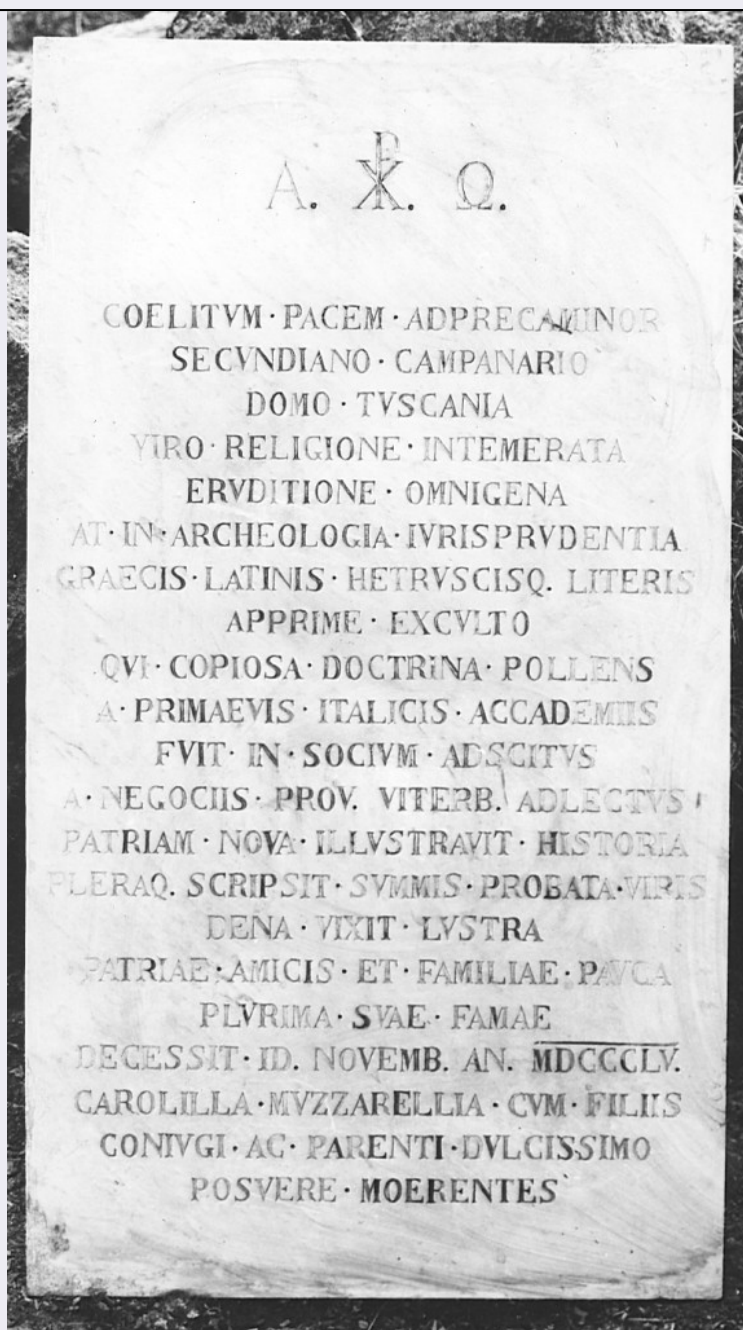 Α. ☧. Ω.
COELITVM · PACEM · ADPRECAMINOR
SECVNDIANO · CAMPANARIO
DOMO · TVSCANIA
VIRO · RELIGIONE · INTEMERATA
ERVDITIONE · OMNIGENA
AT · IN · ARCHEOLOGIA · IVRISPRVDENTIA
GRAECIS · LATINIS · HETRVSCISQ. LITERIS
APPRIME · EXCVLTO
QVI · COPIOSA · DOCTRINA · POLLENS
A · PRIMAEVIS · ITALICIS · ACCADEMIIS
FVIT · IN · SOCIVM · ADSCITVS
A · NEGOCIIS · PROV. VITERB. ADLECTVS
PATRIAM · NOVA · ILLVSTRAVIT · HISTORIA
PLERAQ. SCRIPSIT · SVMMIS · PROBATA · VIRIS
DENA · VIXIT · LVSTRA
PATRIAE · AMICIS · ET · FAMILIAE · PAVCA
PLVRIMA · SVAE · FAMAE
DECESSIT · ID. NOVEMB. AN. MDCCCLV.
CAROLILLA · MVZZARELLIA · CVM · FILIIS
CONIVGI · AC · PARENTI · DVLCISSIMO
POSVERE · MOERENTES